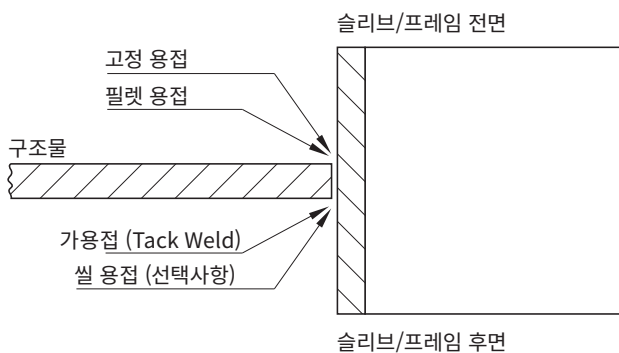 슬리브/프레임 전면
고정 용접
필렛 용접
구조물
가용접 (Tack Weld)
씰 용접 (선택사항)
슬리브/프레임 후면